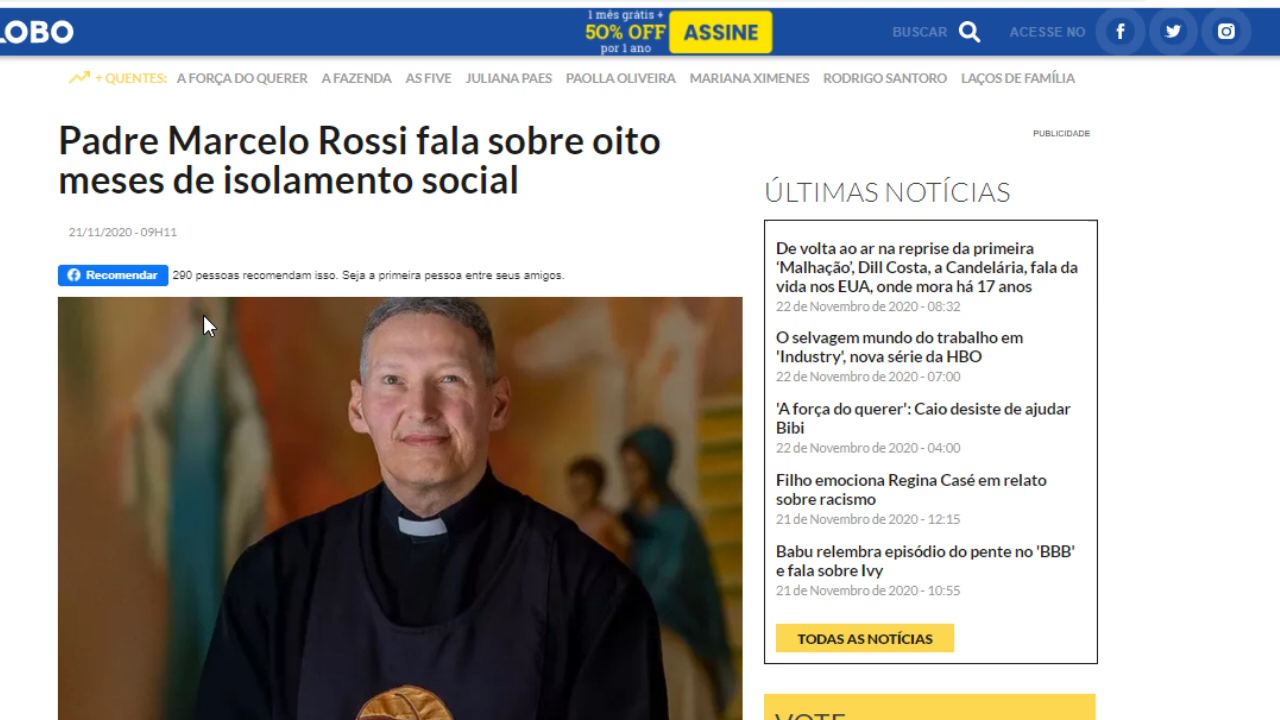 LOBO
1 mês grátis +
50% OFF
por 1 ano
ASSINE
BUSCAR
ACESSE NO
+ QUENTES: A FORÇA DO QUERER A FAZENDA AS FIVE JULIANA PAES PAOLLA OLIVEIRA MARIANA XIMENES RODRIGO SANTORO LAÇOS DE FAMÍLIA
Padre Marcelo Rossi fala sobre oito
meses de isolamento social
21/11/2020 - 09H11
Recomendar 290 pessoas recomendam isso. Seja a primeira pessoa entre seus amigos.
PUBLICIDADE
ÚLTIMAS NOTÍCIAS
De volta ao ar na reprise da primeira
‘Malhação’, Dill Costa, a Candelária, fala da
vida nos EUA, onde mora há 17 anos
22 de Novembro de 2020 - 08:32
O selvagem mundo do trabalho em
'Industry', nova série da HBO
22 de Novembro de 2020 - 07:00
'A força do querer': Caio desiste de ajudar
Bibi
22 de Novembro de 2020 - 04:00
Filho emociona Regina Casé em relato
sobre racismo
21 de Novembro de 2020 - 12:15
Babu relembra episódio do pente no 'BBB'
e fala sobre Ivy
21 de Novembro de 2020 - 10:55
TODAS AS NOTÍCIAS
VOTE